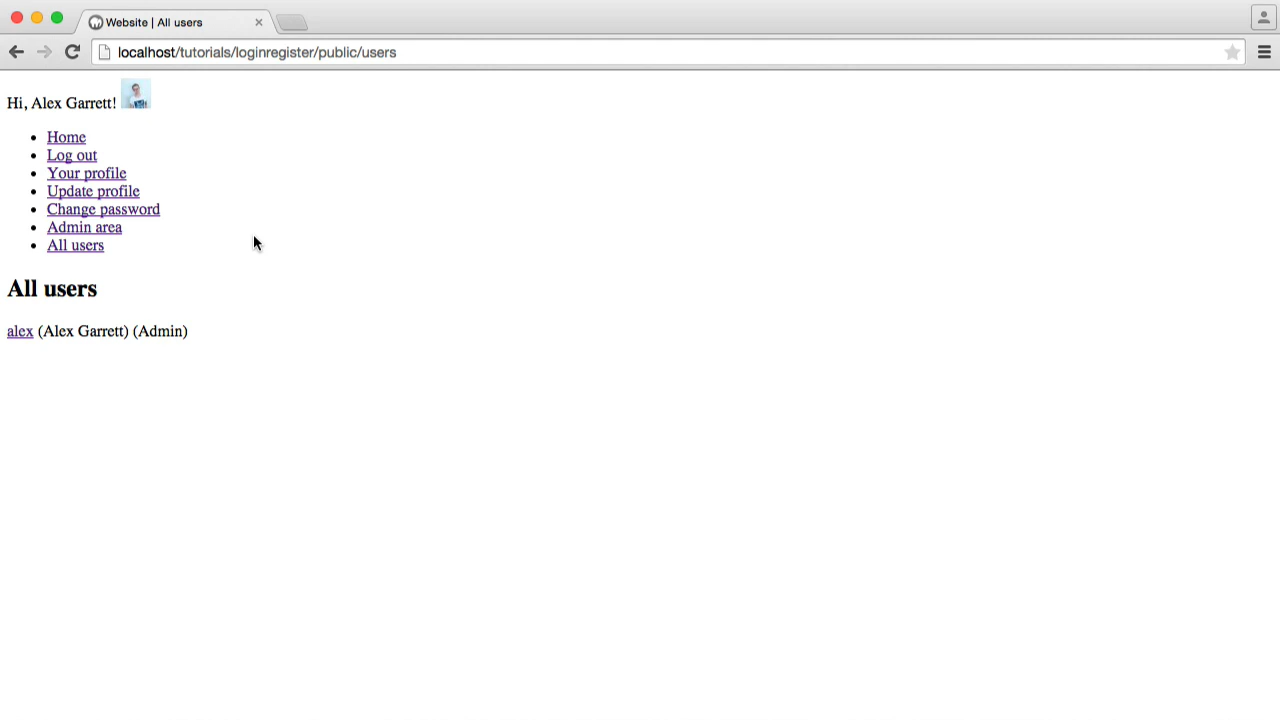 Website | All users
localhost/tutorials/loginregister/public/users
Hi, Alex Garrett!
Home
Log out
Your profile
Update profile
Change password
Admin area
All users
All users
alex (Alex Garrett) (Admin)